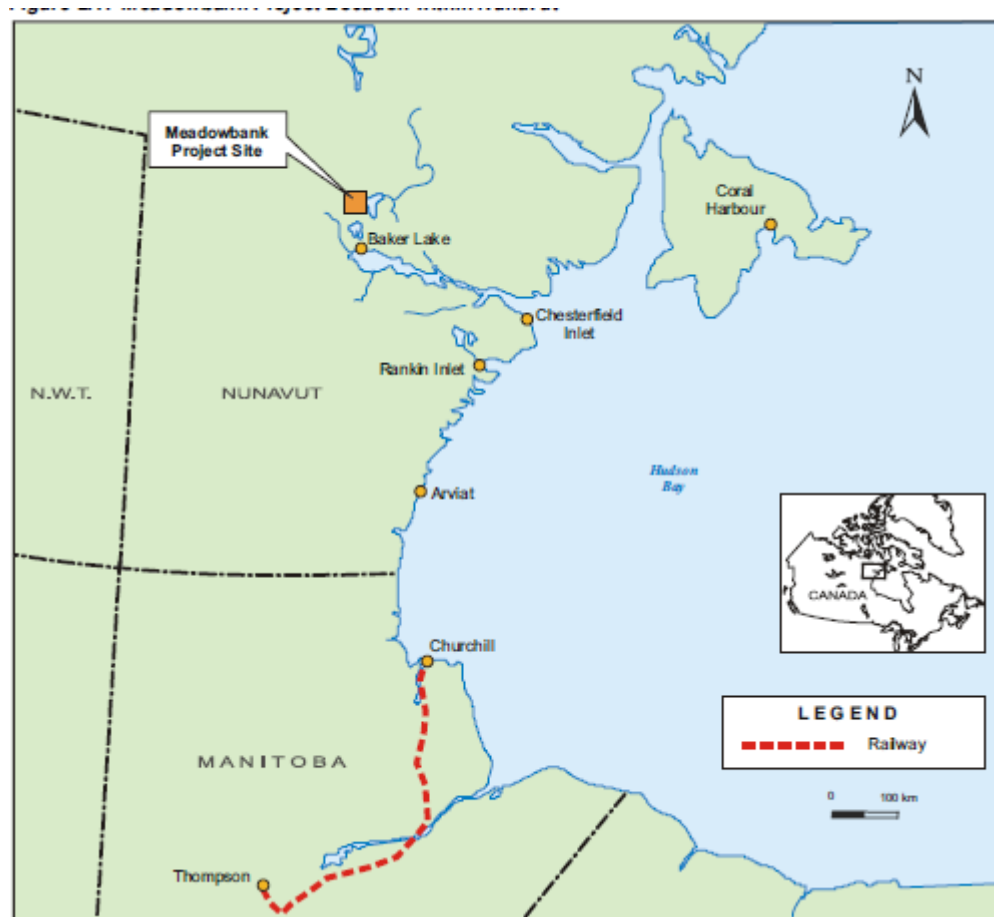 N
Meadowbank
Project Site
Coral
Harbour
Baker Lake
Chesterfield
Inlet
Rankin Inlet
N.W.T.
NUNAVUT
Hudson
Bay
Arviat
CANADA
Churchill
LEGEND
Railway
MANITOBA
0 100 km
Thompson